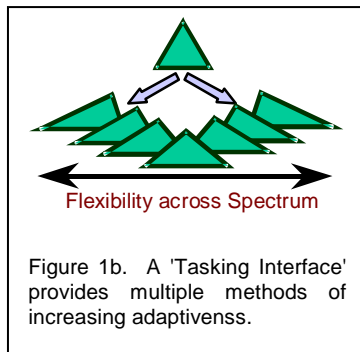 Flexibility across Spectrum
Figure 1b. A 'Tasking Interface'
provides multiple methods of
increasing adaptivenss.